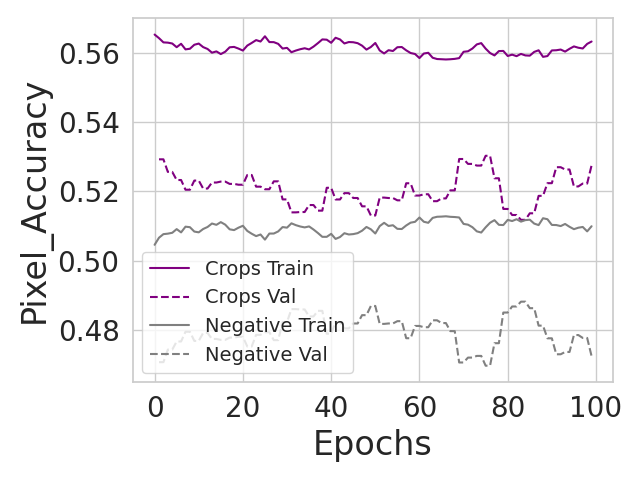 Pixel_Accuracy
0.56
0.54
0.52
0.50
0.48
Crops Train
Crops Val
Negative Train
Negative Val
0 20 40 60 80 100
Epochs